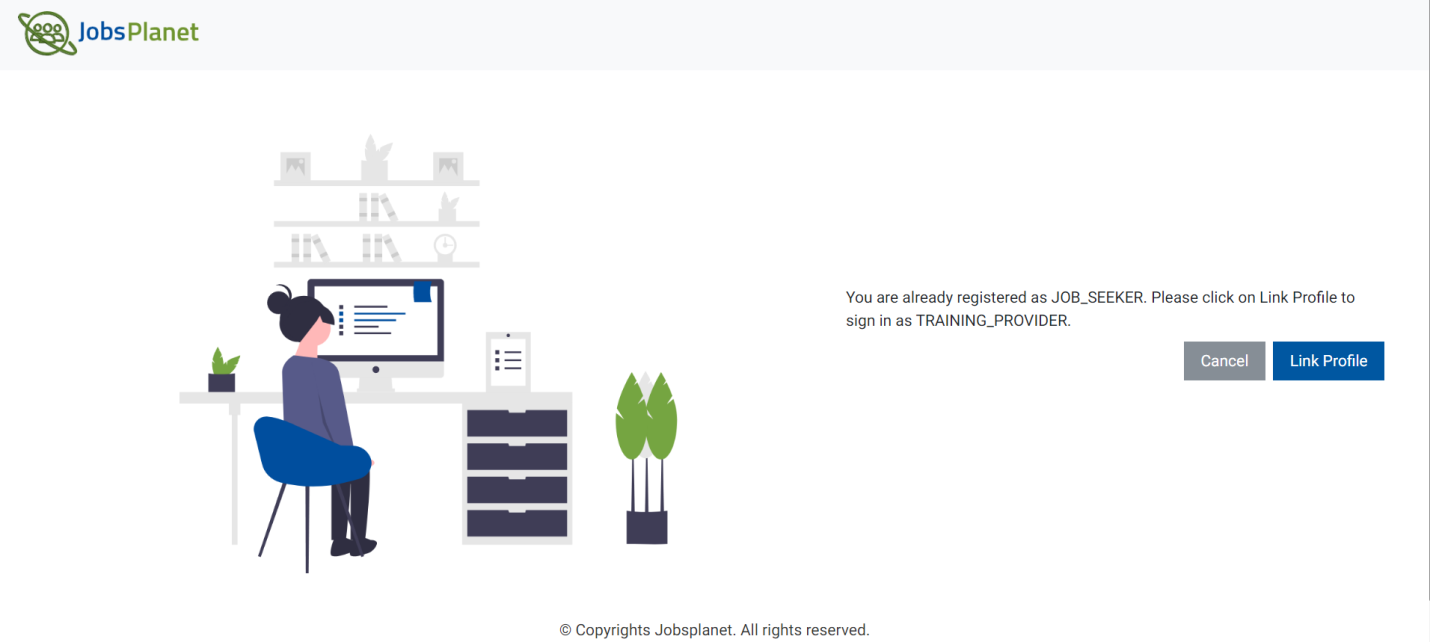 JobsPlanet
You are already registered as JOB_SEEKER. Please click on Link Profile to
sign in as TRAINING_PROVIDER.
Cancel
Link Profile
© Copyrights Jobsplanet. All rights reserved.